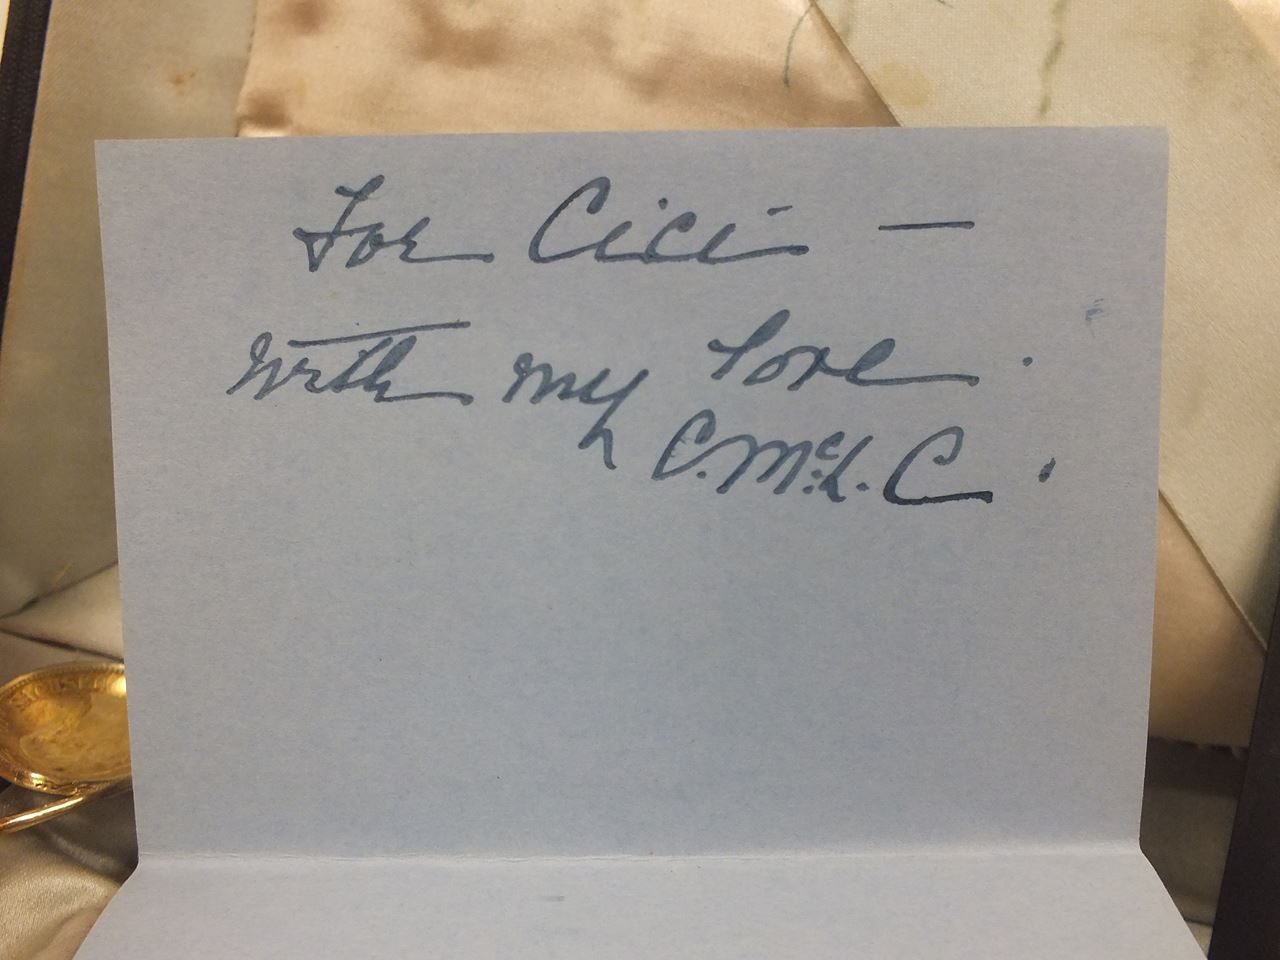 For Cici —
with my love.
C. McL. C.